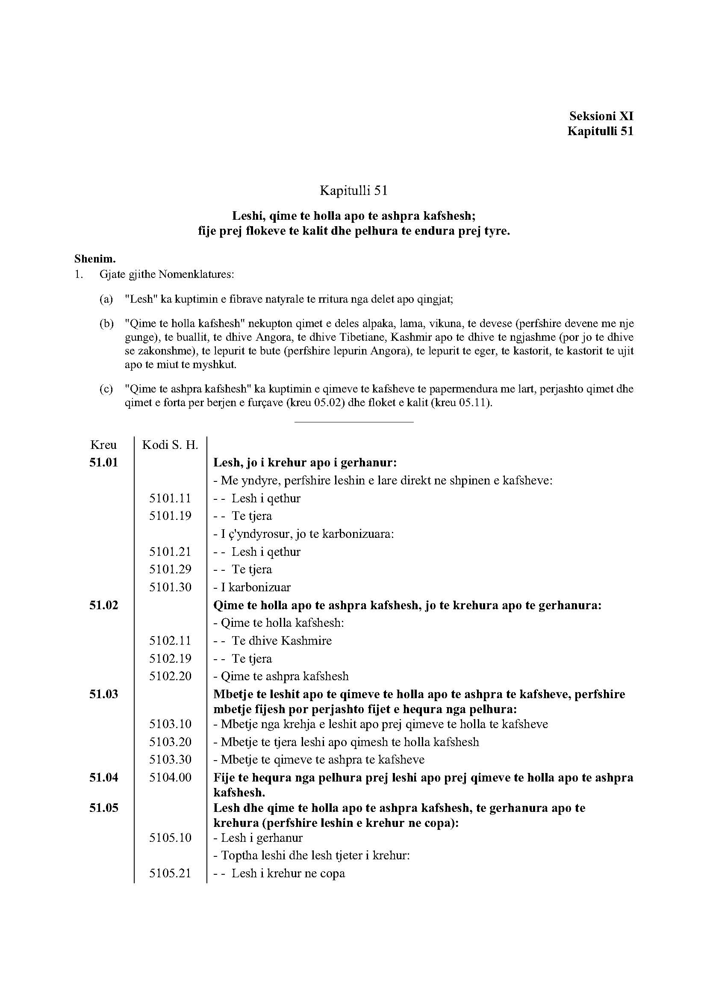 Seksioni XI
Kapitulli 51
Kapitulli 51
Leshi, qime te holla apo te ashpra kafshesh;
fije prej flokeve te kalit dhe pelhura te endura prej tyre.
Shenim.
1. Gjate gjithe Nomenklatures:
(a) "Lesh" ka kuptimin e fibrave natyrale te rritura nga delet apo qingjat;
(b) "Qime te holla kafshesh" nekupton qimet e deles alpaka, lama, vikuna, te devese (perfshire devene me nje
gunge), te buallit, te dhive Angora, te dhive Tibetiane, Kashmir apo te dhive te ngjashme (por jo te dhive
se zakonshme), te lepurit te bute (perfshire lepurin Angora), te lepurit te eger, te kastorit, te kastorit te ujit
apo te miut te myshkut.
(c) "Qime te ashpra kafshesh" ka kuptimin e qimeve te kafsheve te papermendura me lart, perjashto qimet dhe
qimet e forta per berjen e furçave (kreu 05.02) dhe floket e kalit (kreu 05.11).
Kreu Kodi S. H.
51.01 Lesh, jo i krehur apo i gerhanur:
- Me yndyre, perfshire leshin e lare direkt ne shpinen e kafsheve:
5101.11 - - Lesh i qethur
5101.19 - - Te tjera
- I ç'yndyrosur, jo te karbonizuara:
5101.21 - - Lesh i qethur
5101.29 - - Te tjera
5101.30 - I karbonizuar
51.02 Qime te holla apo te ashpra kafshesh, jo te krehura apo te gerhanura:
- Qime te holla kafshesh:
5102.11 - - Te dhive Kashmire
5102.19 - - Te tjera
5102.20 - Qime te ashpra kafshesh
51.03 Mbetje te leshit apo te qimeve te holla apo te ashpra te kafsheve, perfshire
mbetje fijesh por perjashto fijet e hequra nga pelhura:
5103.10 - Mbetje nga krehja e leshit apo prej qimeve te holla te kafsheve
5103.20 - Mbetje te tjera leshi apo qimesh te holla kafshesh
5103.30 - Mbetje te qimeve te ashpra te kafsheve
51.04 5104.00 Fije te hequra nga pelhura prej leshi apo prej qimeve te holla apo te ashpra
kafshesh.
51.05 Lesh dhe qime te holla apo te ashpra kafshesh, te gerhanura apo te
krehura (perfshire leshin e krehur ne copa):
5105.10 - Lesh i gerhanur
- Toptha leshi dhe lesh tjeter i krehur:
5105.21 - - Lesh i krehur ne copa